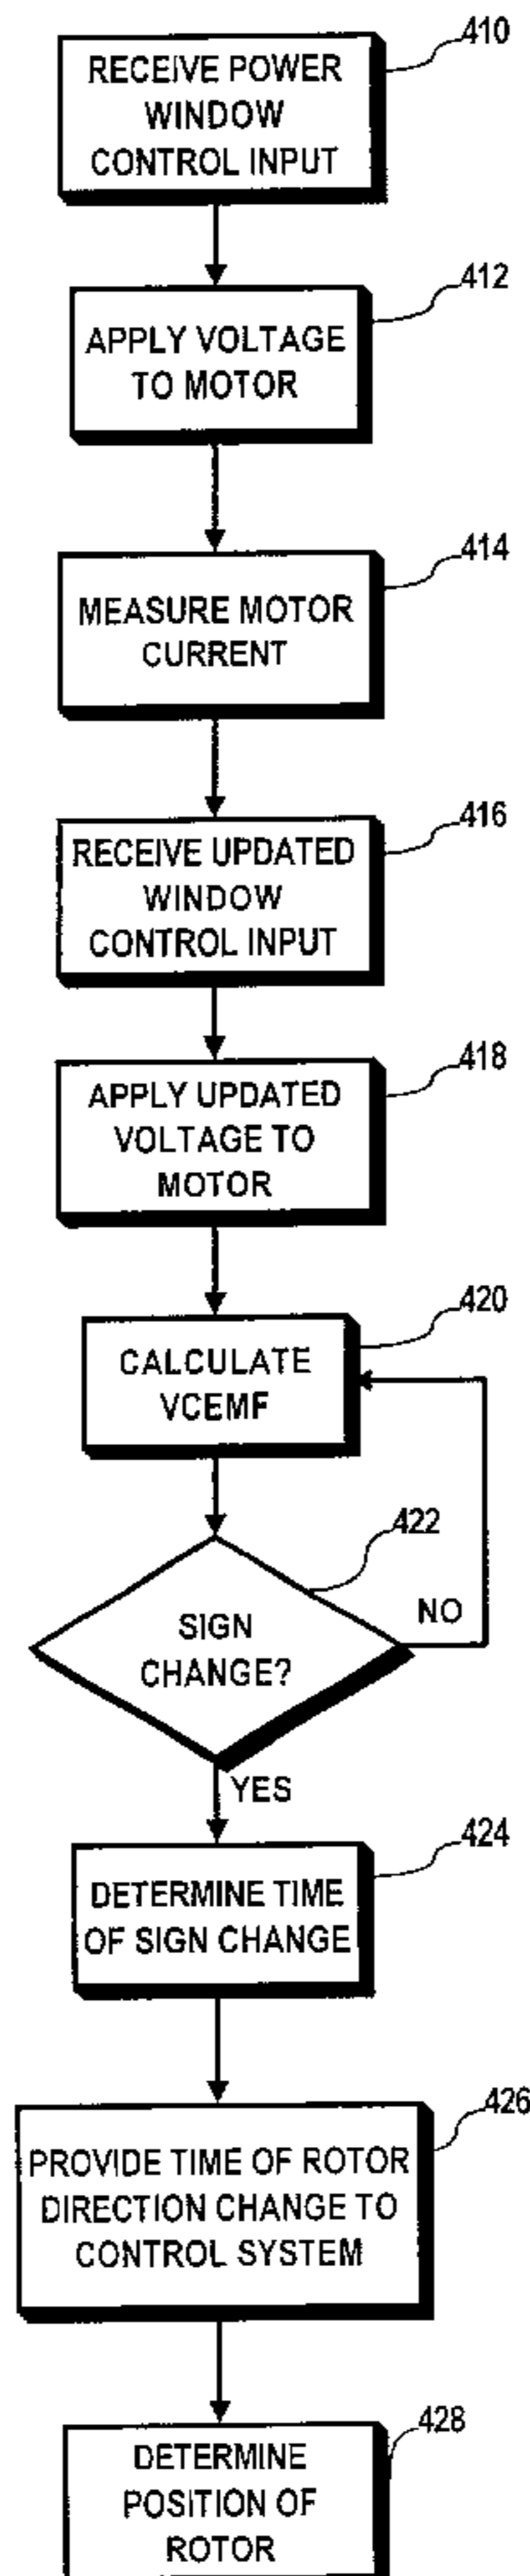 410
RECEIVE POWER
WINDOW
CONTROL INPUT
412
APPLY VOLTAGE
TO MOTOR
414
MEASURE MOTOR
CURRENT
416
RECEIVE UPDATED
WINDOW
CONTROL INPUT
418
APPLY UPDATED
VOLTAGE TO
MOTOR
420
CALCULATE
VCEMF
422
SIGN
CHANGE?
NO
YES
424
DETERMINE TIME
OF SIGN CHANGE
426
PROVIDE TIME OF ROTOR
DIRECTION CHANGE TO
CONTROL SYSTEM
428
DETERMINE
POSITION OF
ROTOR